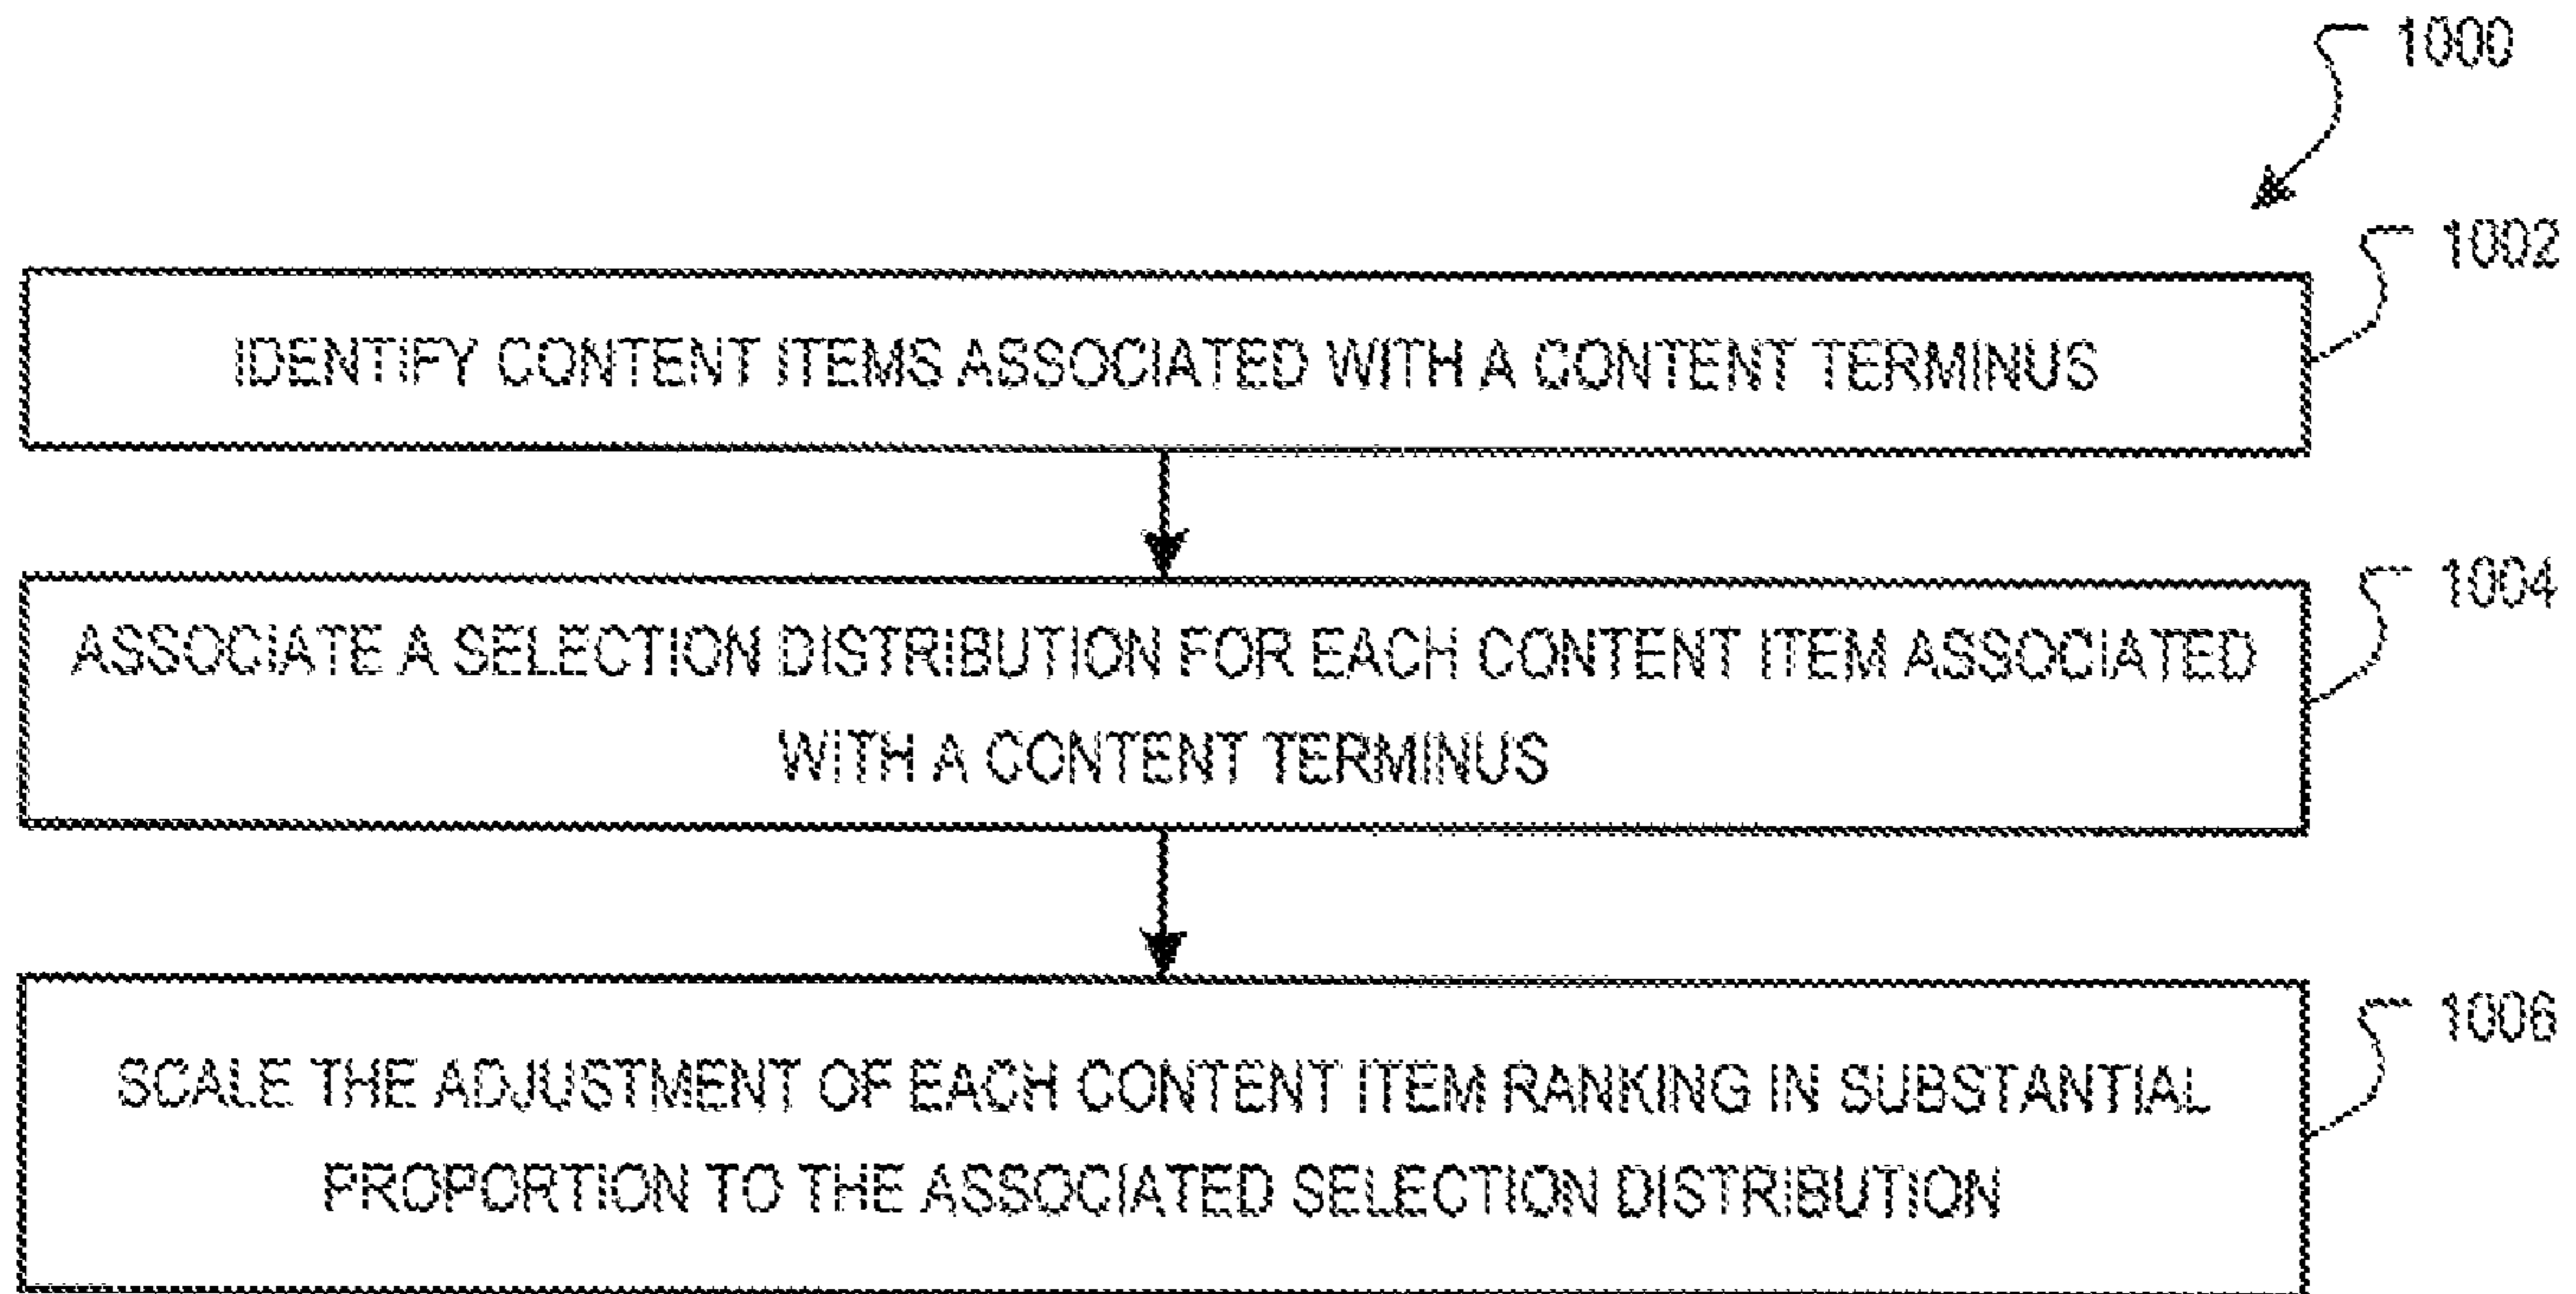 1000
1002
IDENTIFY CONTENT ITEMS ASSOCIATED WITH A CONTENT TERMINUS
1004
ASSOCIATE A SELECTION DISTRIBUTION FOR EACH CONTENT ITEM ASSOCIATED
WITH A CONTENT TERMINUS
1006
SCALE THE ADJUSTMENT OF EACH CONTENT ITEM RANKING IN SUBSTANTIAL
PROPORTION TO THE ASSOCIATED SELECTION DISTRIBUTION